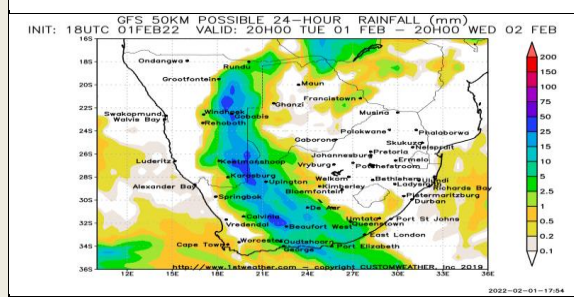 GFS 50KM POSSIBLE 24-HOUR RAINFALL (mm)
INIT: 18UTC 01FEB22 VALID: 20H00 TUE 01 FEB - 20H00 WED 02 FEB
16S
Ondangwa
Rundu
18S
200
Grootfontein
Maun
150
20S
Francistown
100
Ghanzi
75
22S
Windhoek
Gobabis
Musina
Swakopmund
Walvis Bay
Rehoboth
50
24S
Polokwane
Phalaborwa
25
Gaborone
Skukuza
Nelspruit
20
26S
Pretoria
Johannesburg
Ermelo
15
Luderitz
Keetmanshoop
Vryburg
Potchefstroom
10
28S
Karasburg
Upington
Welkom
Bethlehem
Ulundi
5
Alexander Bay
Kimberley
Ladysmith
Richards Bay
Bloemfontein
Pietermaritzburg
2.5
30S
Springbok
Durban
De Aar
1
Calvinia
Umtata
Port St Johns
0.5
32S
Vredendal
Beaufort West
Queenstown
0.2
East London
34S
Cape Town
Worcester
Oudtshoorn
Port Elizabeth
0.1
George
http://www.1stweather.com - copyright CUSTOMWEATHER, Inc 2019
36S
12E 15E 18E 21E 24E 27E 30E 33E 36E
2022-02-01-17:54